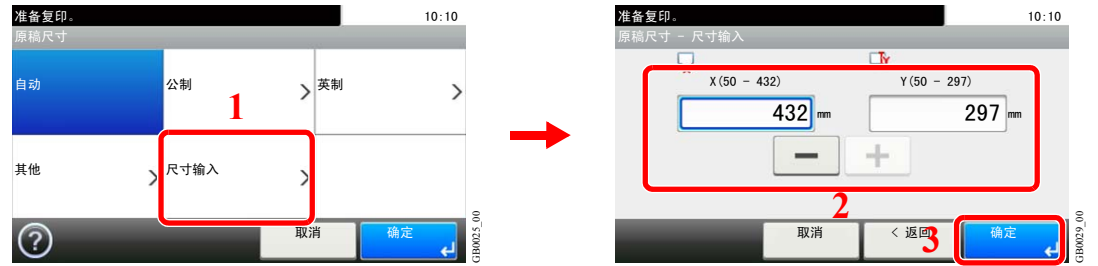 准备复印。 10:10
原稿尺寸
自动
公制
英制
1
其他
尺寸输入
取消
确定
GB0025_00
准备复印。 10:10
原稿尺寸 - 尺寸输入
X
Y
X(50 - 432)
Y(50 - 297)
432 mm
297 mm
2
取消
< 返回
3
确定
GB0029_00